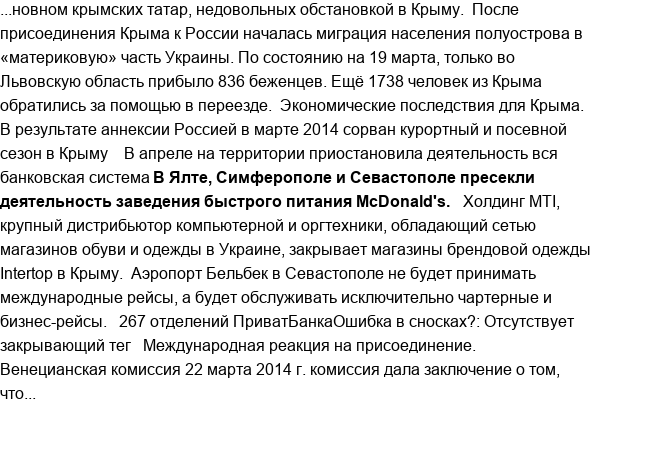 ...новном крымских татар, недовольных обстановкой в Крыму.  После
присоединения Крыма к России началась миграция населения полуострова в
«материковую» часть Украины. По состоянию на 19 марта, только во
Львовскую область прибыло 836 беженцев. Ещё 1738 человек из Крыма
обратились за помощью в переезде.  Экономические последствия для Крыма.
В результате аннексии Россией в марте 2014 сорван курортный и посевной
сезон в Крыму    В апреле на территории приостановила деятельность вся
банковская система В Ялте, Симферополе и Севастополе пресекли
деятельность заведения быстрого питания McDonald's.   Холдинг MTI,
крупный дистрибьютор компьютерной и оргтехники, обладающий сетью
магазинов обуви и одежды в Украине, закрывает магазины брендовой одежды
Intertop в Крыму.  Аэропорт Бельбек в Севастополе не будет принимать
международные рейсы, а будет обслуживать исключительно чартерные и
бизнес-рейсы.   267 отделений ПриватБанкаОшибка в сносках?: Отсутствует
закрывающий тег   Международная реакция на присоединение.
Венецианская комиссия 22 марта 2014 г. комиссия дала заключение о том,
что...